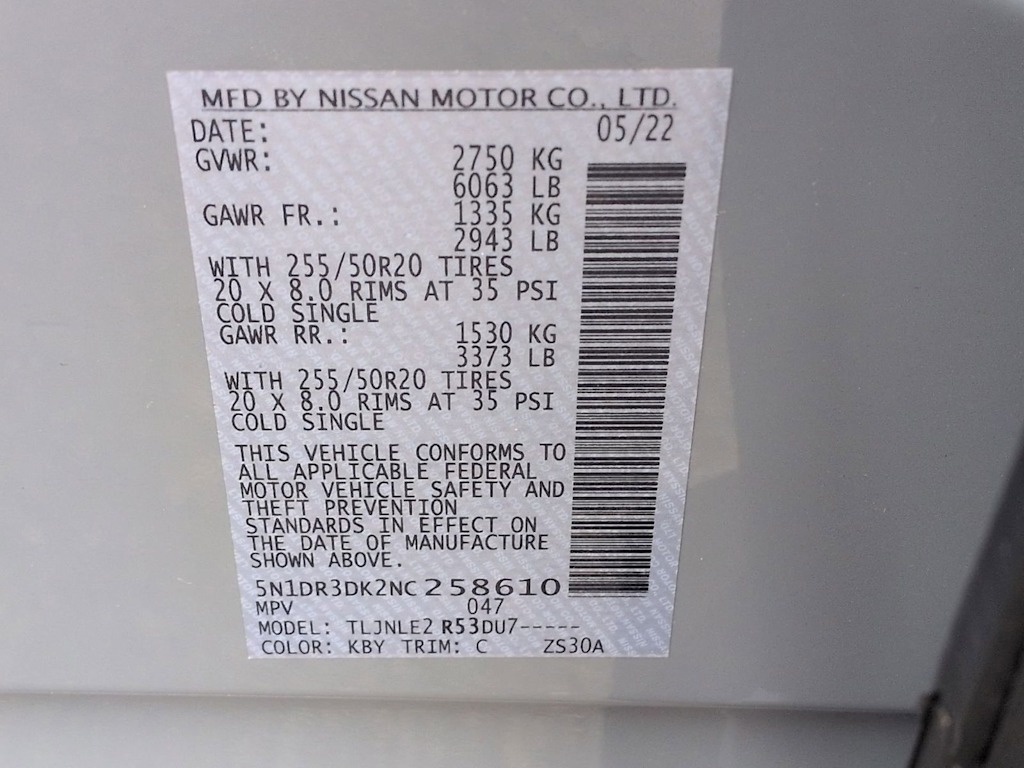 MFD BY NISSAN MOTOR CO., LTD.
DATE: 05/22
GVWR: 2750 KG
6063 LB
GAWR FR.: 1335 KG
2943 LB
WITH 255/50R20 TIRES
20 X 8.0 RIMS AT 35 PSI
COLD SINGLE
GAWR RR.: 1530 KG
3373 LB
WITH 255/50R20 TIRES
20 X 8.0 RIMS AT 35 PSI
COLD SINGLE
THIS VEHICLE CONFORMS TO
ALL APPLICABLE FEDERAL
MOTOR VEHICLE SAFETY AND
THEFT PREVENTION
STANDARDS IN EFFECT ON
THE DATE OF MANUFACTURE
SHOWN ABOVE.
5N1DR3DK2NC258610
MPV 047
MODEL: TLJNLE2 R53DU7-----
COLOR: KBY TRIM: C ZS30A